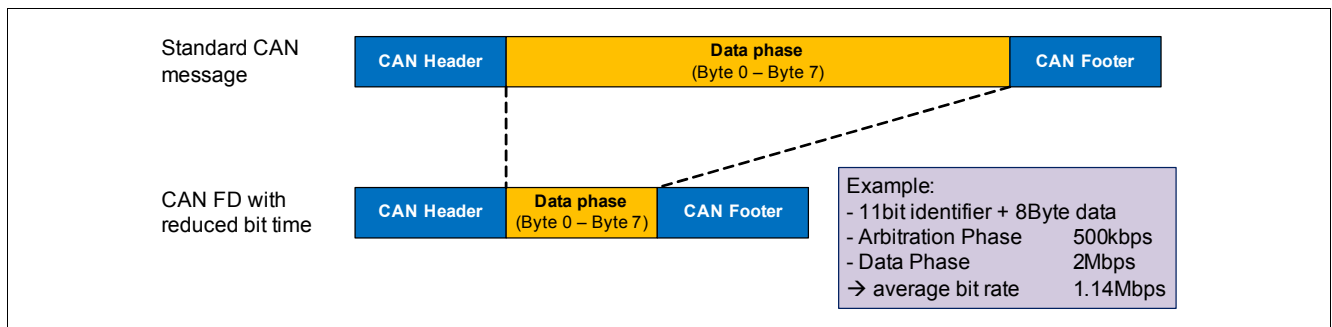 Standard CAN
message
CAN Header
Data phase
(Byte 0 – Byte 7)
CAN Footer
CAN FD with
reduced bit time
CAN Header
Data phase
(Byte 0 – Byte 7)
CAN Footer
Example:
- 11bit identifier + 8Byte data
- Arbitration Phase 500kbps
- Data Phase 2Mbps
→ average bit rate 1.14Mbps